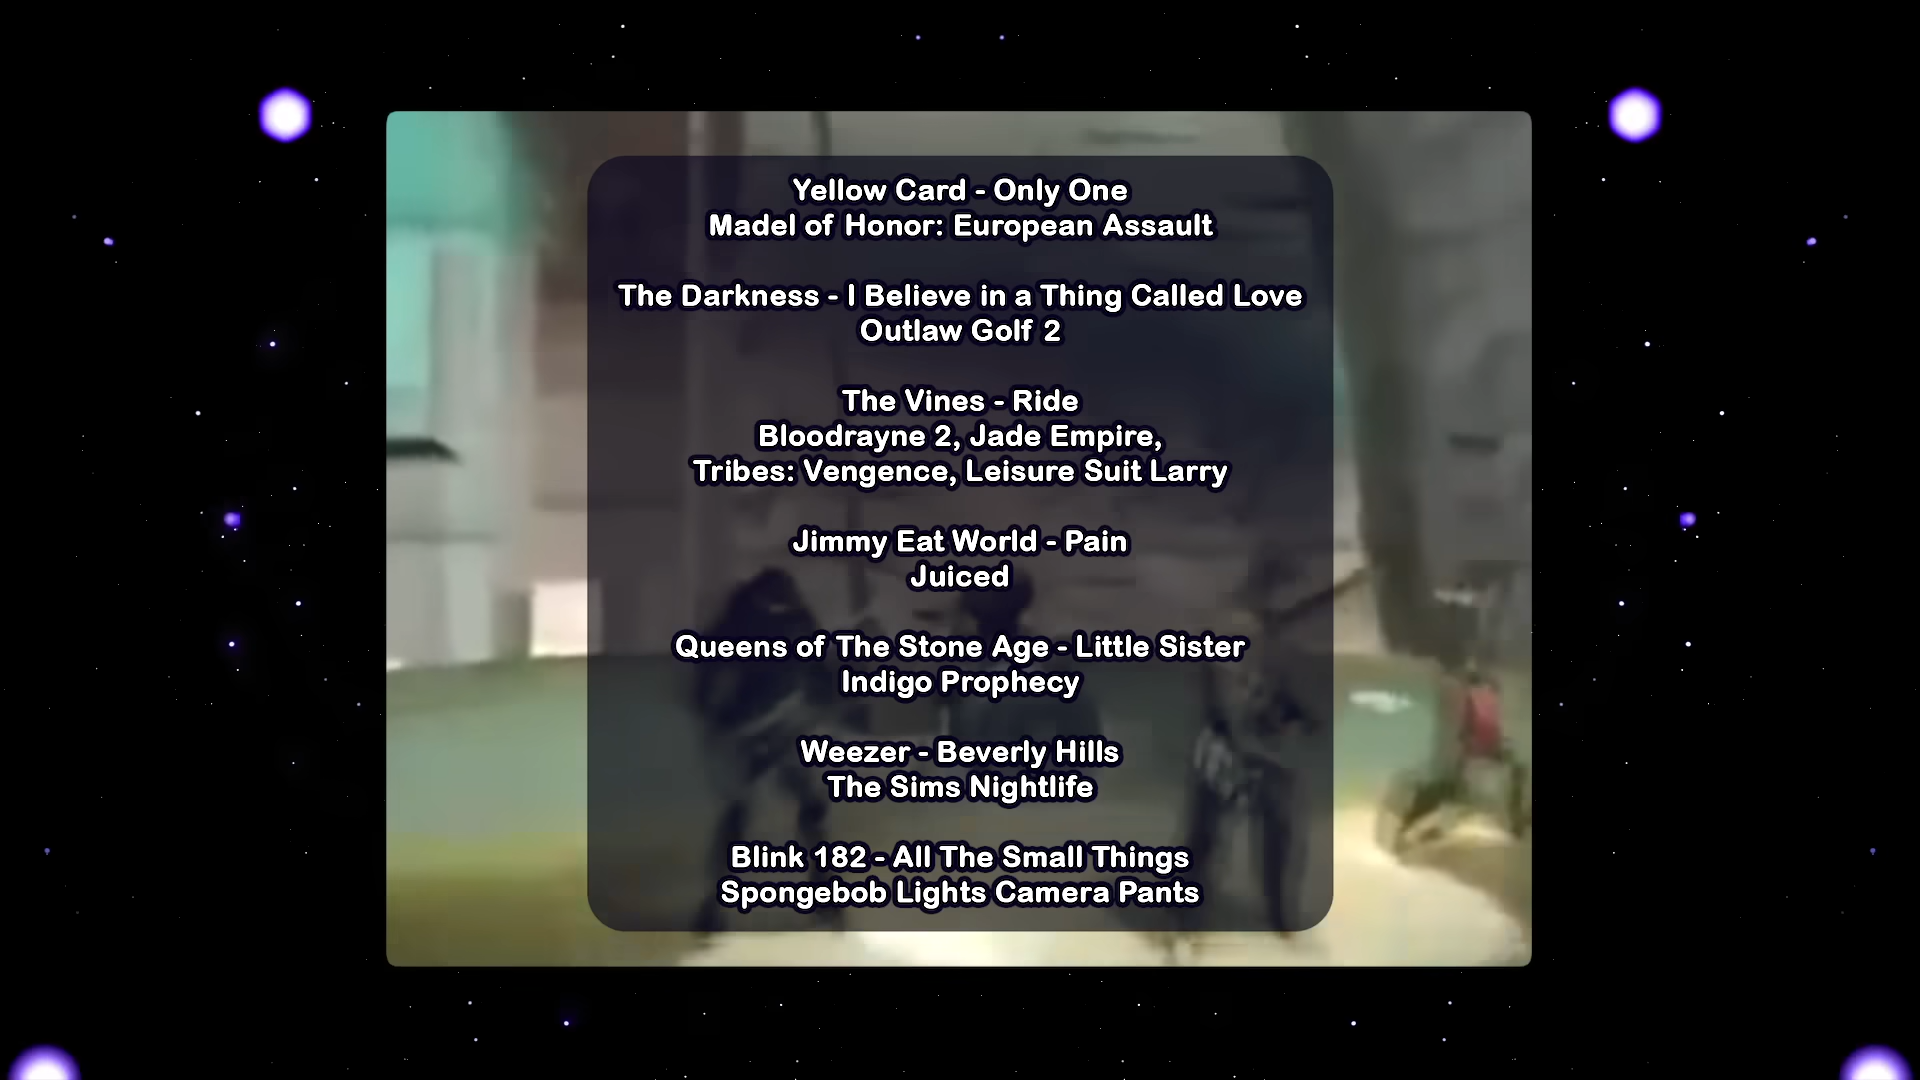 Yellow Card - Only One
Madel of Honor: European Assault
The Darkness - I Believe in a Thing Called Love
Outlaw Golf 2
The Vines - Ride
Bloodrayne 2, Jade Empire,
Tribes: Vengence, Leisure Suit Larry
Jimmy Eat World - Pain
Juiced
Queens of The Stone Age - Little Sister
Indigo Prophecy
Weezer - Beverly Hills
The Sims Nightlife
Blink 182 - All The Small Things
Spongebob Lights Camera Pants